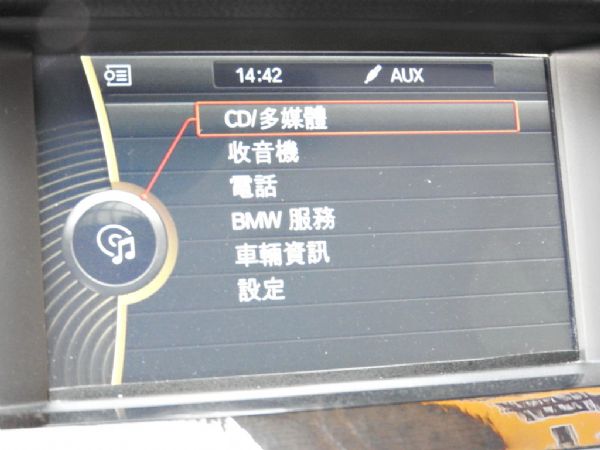 14:42 AUX
CD/多媒體
收音機
電話
BMW 服務
車輛資訊
設定